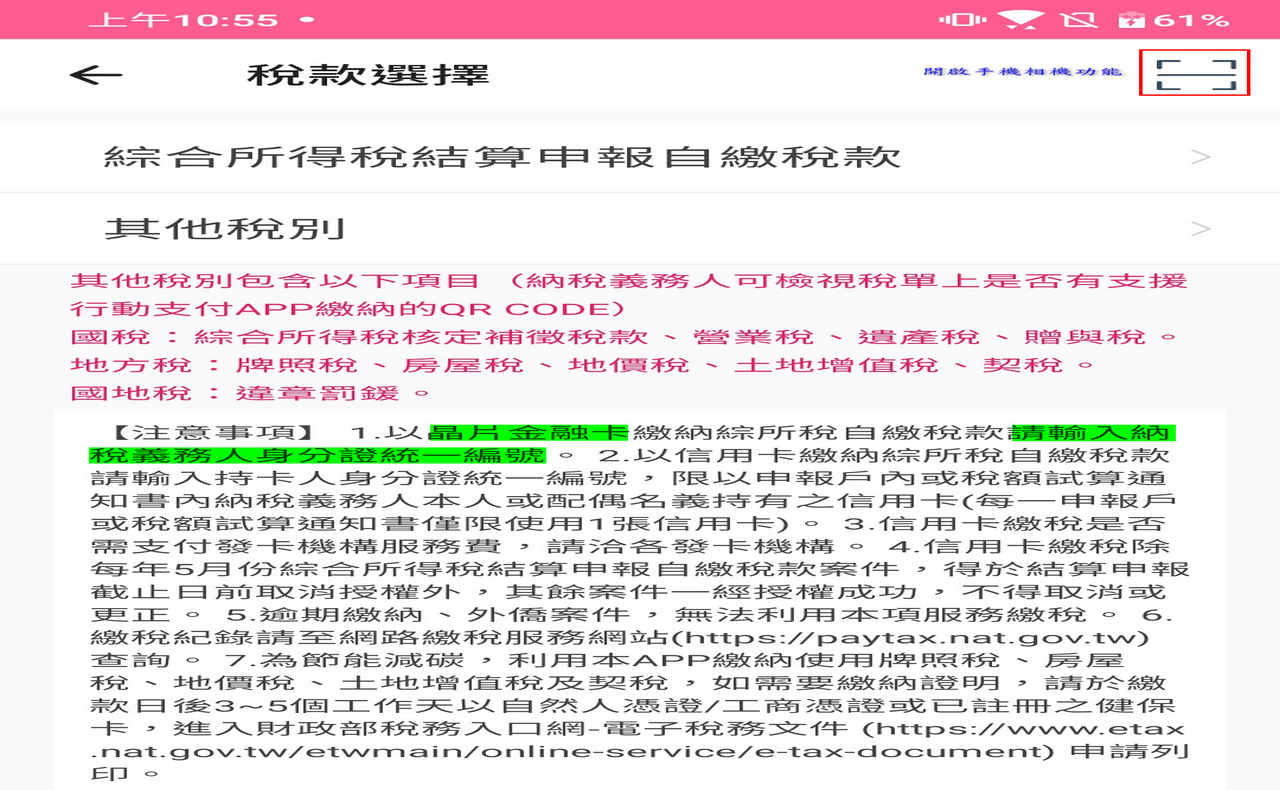 上午10:55 •
61%
稅款選擇
開啟手機相機功能
綜合所得稅結算申報自繳稅款 >
其他稅別 >
其他稅別包含以下項目（納稅義務人可檢視稅單上是否有支援
行動支付APP繳納的QR CODE）
國稅：綜合所得稅核定補徵稅款、營業稅、遺產稅、贈與稅。
地方稅：牌照稅、房屋稅、地價稅、土地增值稅、契稅。
國地稅：違章罰鍰。
【注意事項】 1.以晶片金融卡繳納綜所稅自繳稅款請輸入納
稅義務人身分證統一編號。 2.以信用卡繳納綜所稅自繳稅款
請輸入持卡人身分證統一編號，限以申報戶內或稅額試算通
知書內納稅義務人本人或配偶名義持有之信用卡(每一申報戶
或稅額試算通知書僅限使用1張信用卡)。 3.信用卡繳稅是否
需支付發卡機構服務費，請洽各發卡機構。 4.信用卡繳稅除
每年5月份綜合所得稅結算申報自繳稅款案件，得於結算申報
截止日前取消授權外，其餘案件一經授權成功，不得取消或
更正。 5.逾期繳納、外僑案件，無法利用本項服務繳稅。 6.
繳稅紀錄請至網路繳稅服務網站(https://paytax.nat.gov.tw)
查詢。 7.為節能減碳，利用本APP繳納使用牌照稅、房屋
稅、地價稅、土地增值稅及契稅，如需要繳納證明，請於繳
款日後3~5個工作天以自然人憑證/工商憑證或已註冊之健保
卡，進入財政部稅務入口網-電子稅務文件 (https://www.etax
.nat.gov.tw/etwmain/online-service/e-tax-document) 申請列
印。